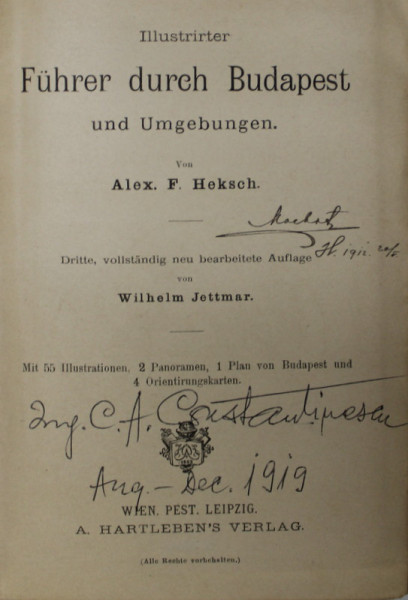 Illustrirter
Führer durch Budapest
und Umgebungen.
Von
Alex. F. Heksch.
Dritte, vollständig neu bearbeitete Auflage
von
Wilhelm Jettmar.
Mit 55 Illustrationen, 2 Panoramen, 1 Plan von Budapest und
4 Orientirungskarten.
Ing. C. A. Constantinescu
Aug. – Dec. 1919
WIEN. PEST. LEIPZIG.
A. HARTLEBEN'S VERLAG.
(Alle Rechte vorbehalten.)